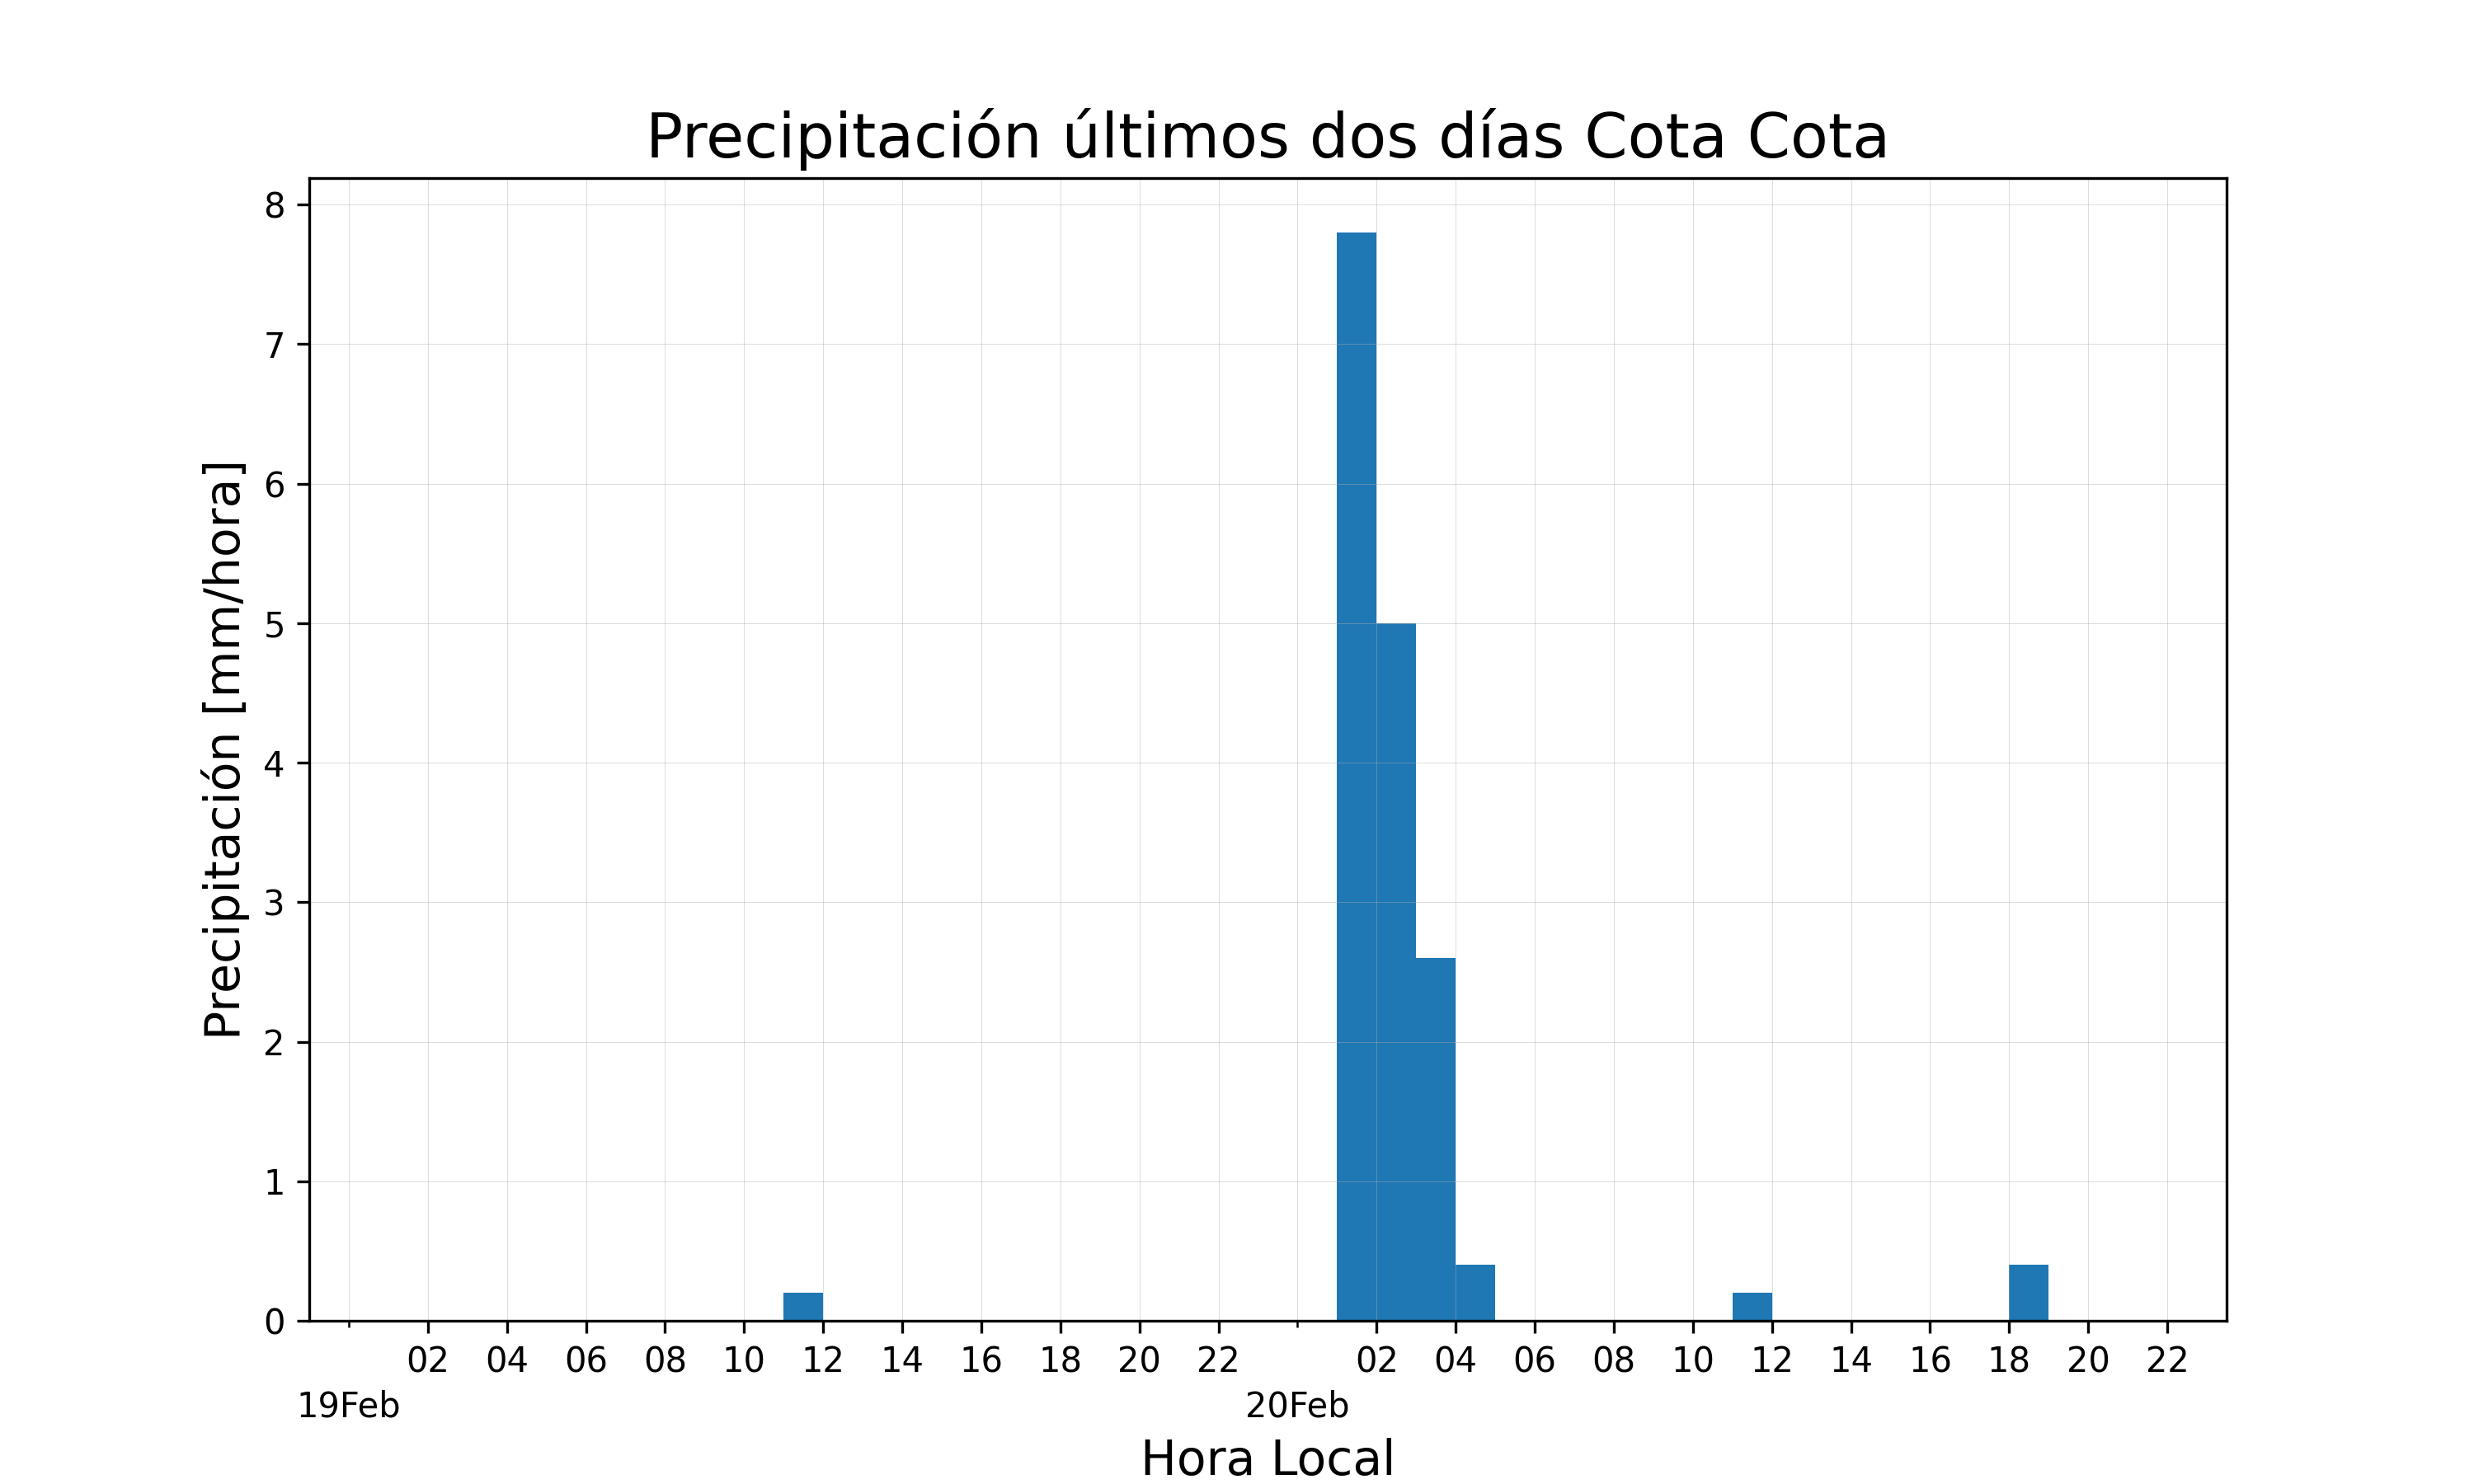 Precipitación últimos dos días Cota Cota
Precipitación [mm/hora]
8
7
6
5
4
3
2
1
0
02 04 06 08 10 12 14 16 18 20 22 02 04 06 08 10 12 14 16 18 20 22
19Feb 20Feb
Hora Local